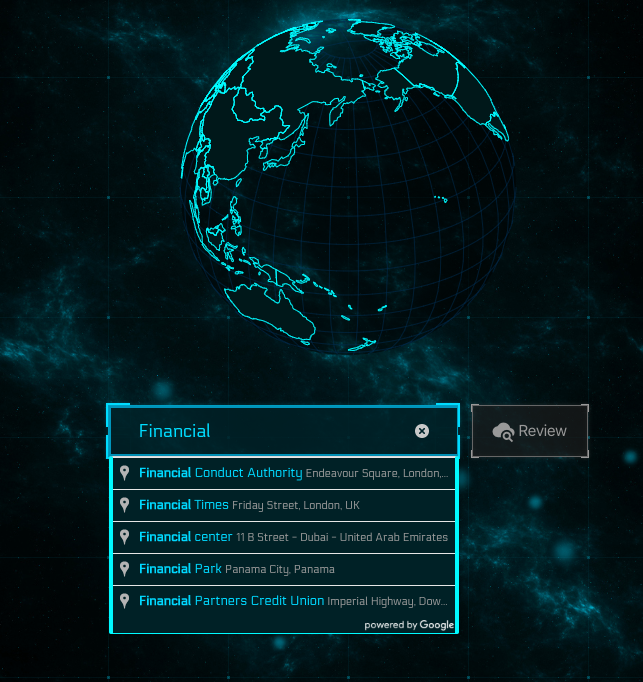 Financial
Review
Financial Conduct Authority Endeavour Square, London,...
Financial Times Friday Street, London, UK
Financial center 11 B Street - Dubai - United Arab Emirates
Financial Park Panama City, Panama
Financial Partners Credit Union Imperial Highway, Dow...
powered by Google